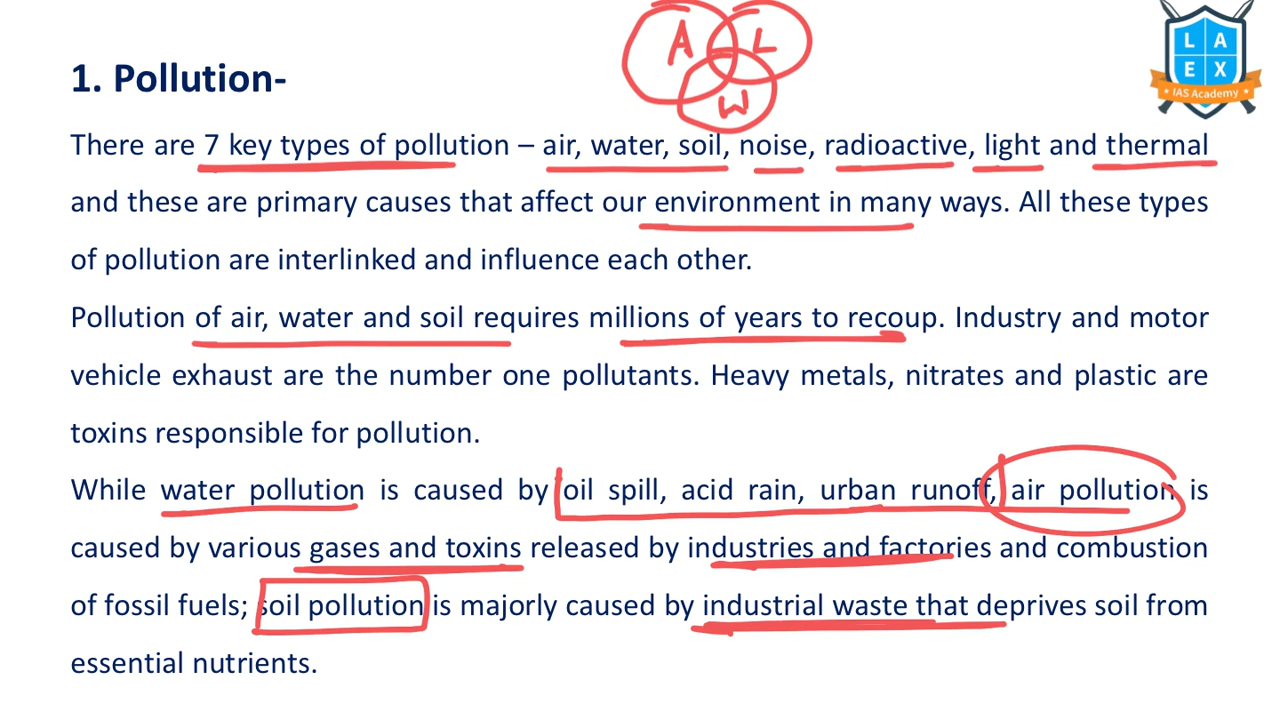 A L
W
L A
E X
IAS Academy
1. Pollution-
There are 7 key types of pollution – air, water, soil, noise, radioactive, light and thermal
and these are primary causes that affect our environment in many ways. All these types
of pollution are interlinked and influence each other.
Pollution of air, water and soil requires millions of years to recoup. Industry and motor
vehicle exhaust are the number one pollutants. Heavy metals, nitrates and plastic are
toxins responsible for pollution.
While water pollution is caused by oil spill, acid rain, urban runoff, air pollution is
caused by various gases and toxins released by industries and factories and combustion
of fossil fuels; soil pollution is majorly caused by industrial waste that deprives soil from
essential nutrients.